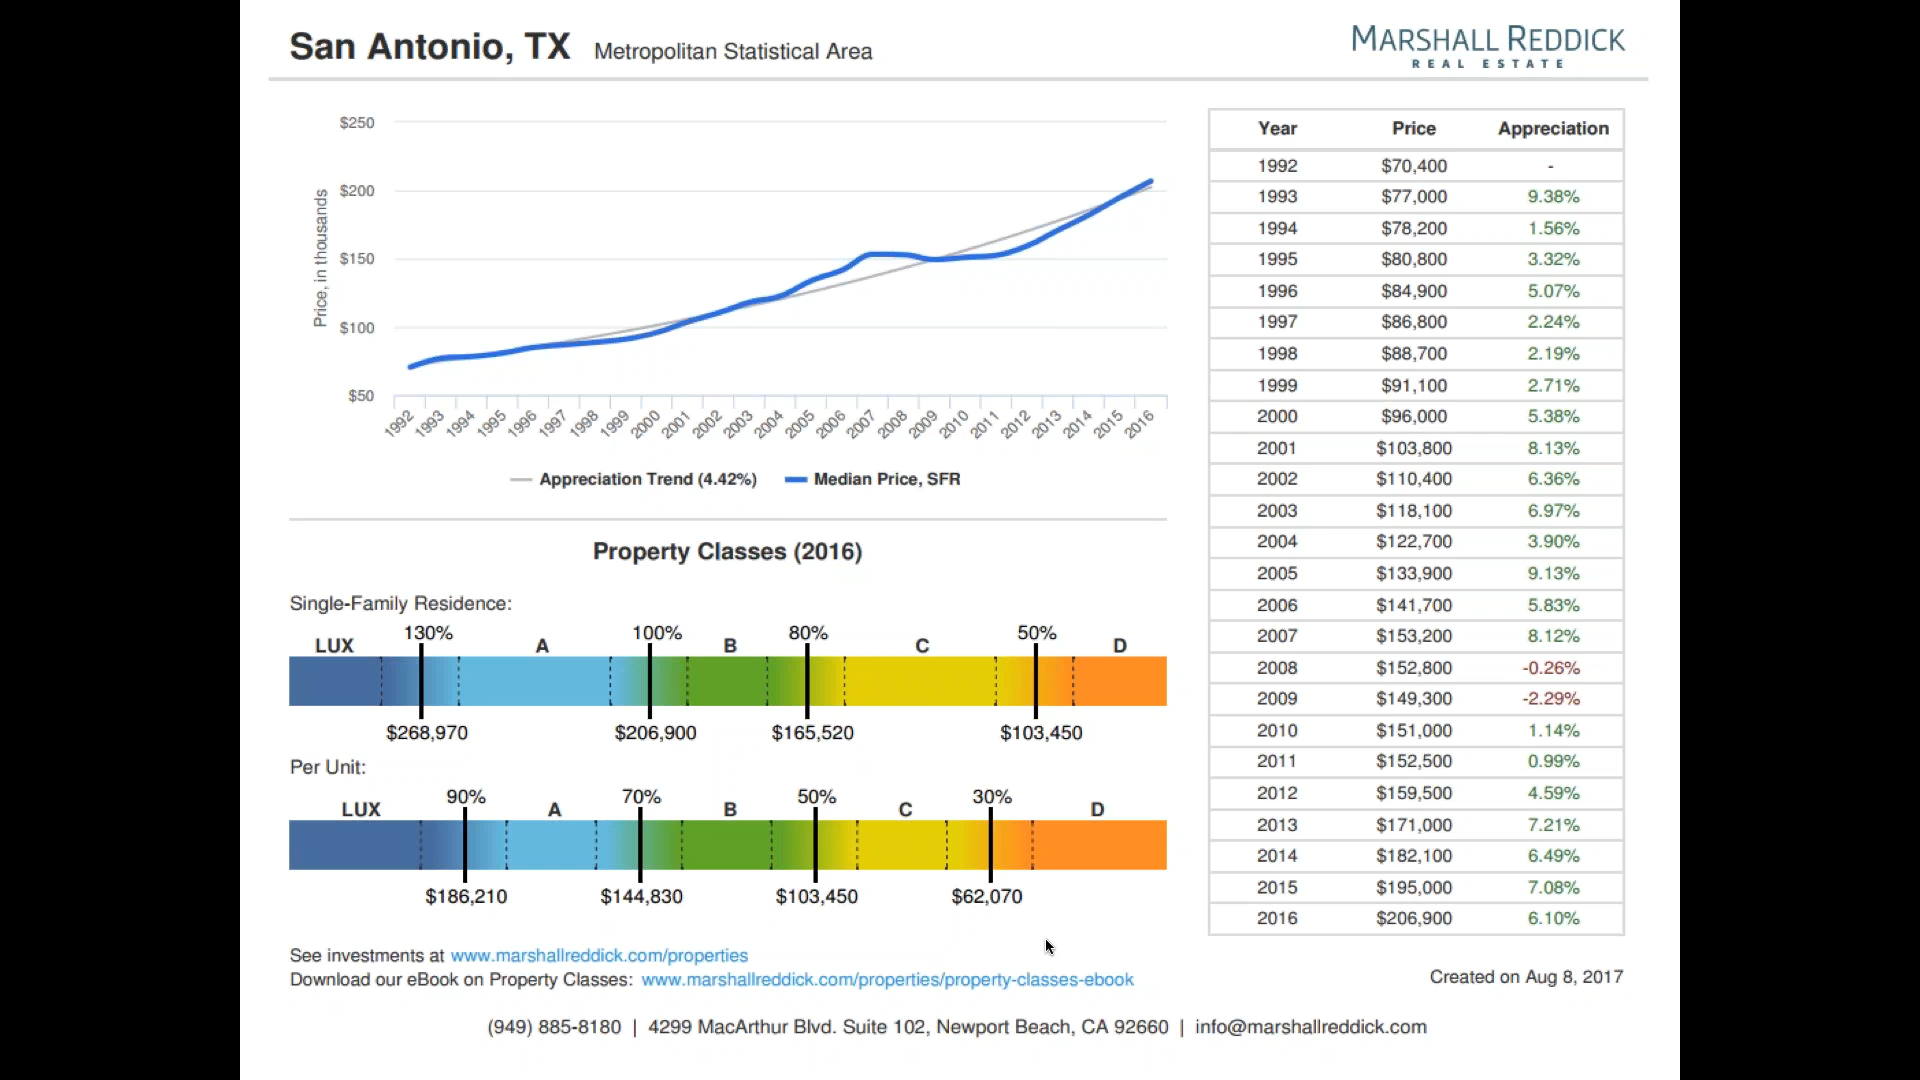 San Antonio, TX Metropolitan Statistical Area
MARSHALL REDDICK
REAL ESTATE
$250
$200
$150
$100
$50
Price, in thousands
1992 1993 1994 1995 1996 1997 1998 1999 2000 2001 2002 2003 2004 2005 2006 2007 2008 2009 2010 2011 2012 2013 2014 2015 2016
Appreciation Trend (4.42%) Median Price, SFR
Property Classes (2016)
Single-Family Residence:
130% 100% 80% 50%
LUX A B C D
$268,970 $206,900 $165,520 $103,450
Per Unit:
90% 70% 50% 30%
LUX A B C D
$186,210 $144,830 $103,450 $62,070
See investments at www.marshallreddick.com/properties
Download our eBook on Property Classes: www.marshallreddick.com/properties/property-classes-ebook
Year Price Appreciation
1992 $70,400 -
1993 $77,000 9.38%
1994 $78,200 1.56%
1995 $80,800 3.32%
1996 $84,900 5.07%
1997 $86,800 2.24%
1998 $88,700 2.19%
1999 $91,100 2.71%
2000 $96,000 5.38%
2001 $103,800 8.13%
2002 $110,400 6.36%
2003 $118,100 6.97%
2004 $122,700 3.90%
2005 $133,900 9.13%
2006 $141,700 5.83%
2007 $153,200 8.12%
2008 $152,800 -0.26%
2009 $149,300 -2.29%
2010 $151,000 1.14%
2011 $152,500 0.99%
2012 $159,500 4.59%
2013 $171,000 7.21%
2014 $182,100 6.49%
2015 $195,000 7.08%
2016 $206,900 6.10%
Created on Aug 8, 2017
(949) 885-8180 | 4299 MacArthur Blvd. Suite 102, Newport Beach, CA 92660 | info@marshallreddick.com